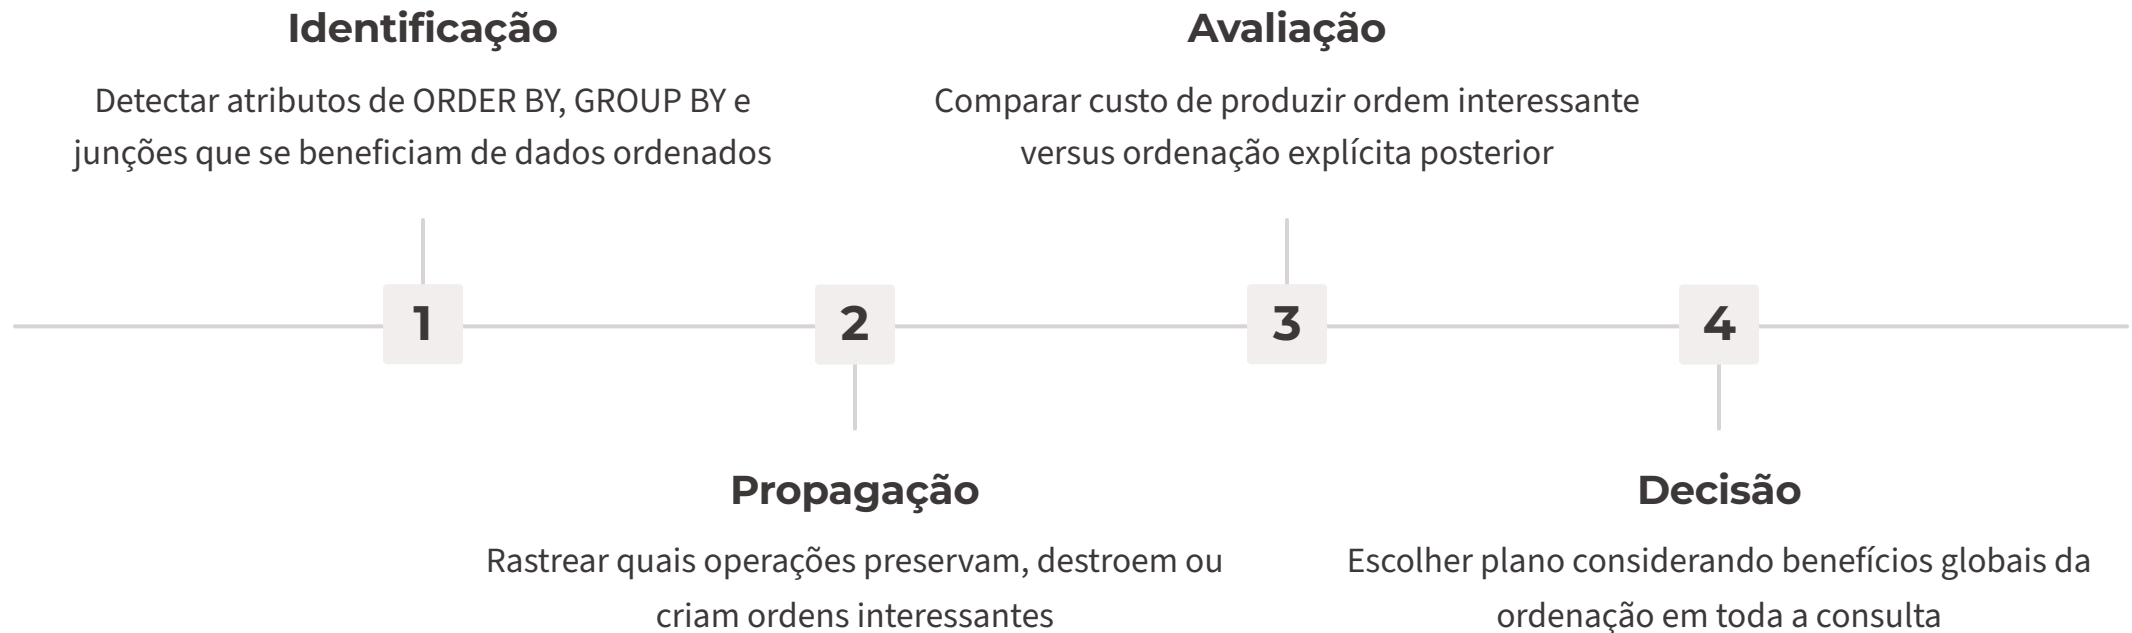 Identificação
Detectar atributos de ORDER BY, GROUP BY e
junções que se beneficiam de dados ordenados
1
2
Propagação
Rastrear quais operações preservam, destroem ou
criam ordens interessantes
Avaliação
Comparar custo de produzir ordem interessante
versus ordenação explícita posterior
3
4
Decisão
Escolher plano considerando benefícios globais da
ordenação em toda a consulta